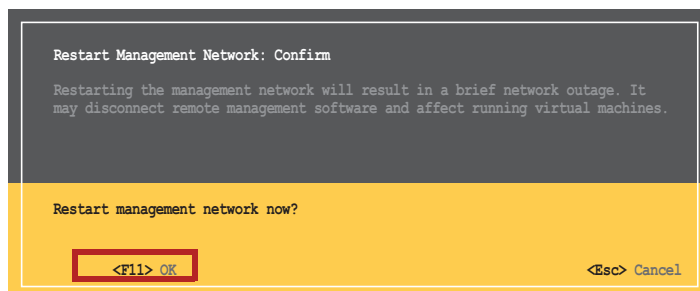 Restart Management Network: Confirm
Restarting the management network will result in a brief network outage. It
may disconnect remote management software and affect running virtual machines.
Restart management network now?
<F11> OK <Esc> Cancel